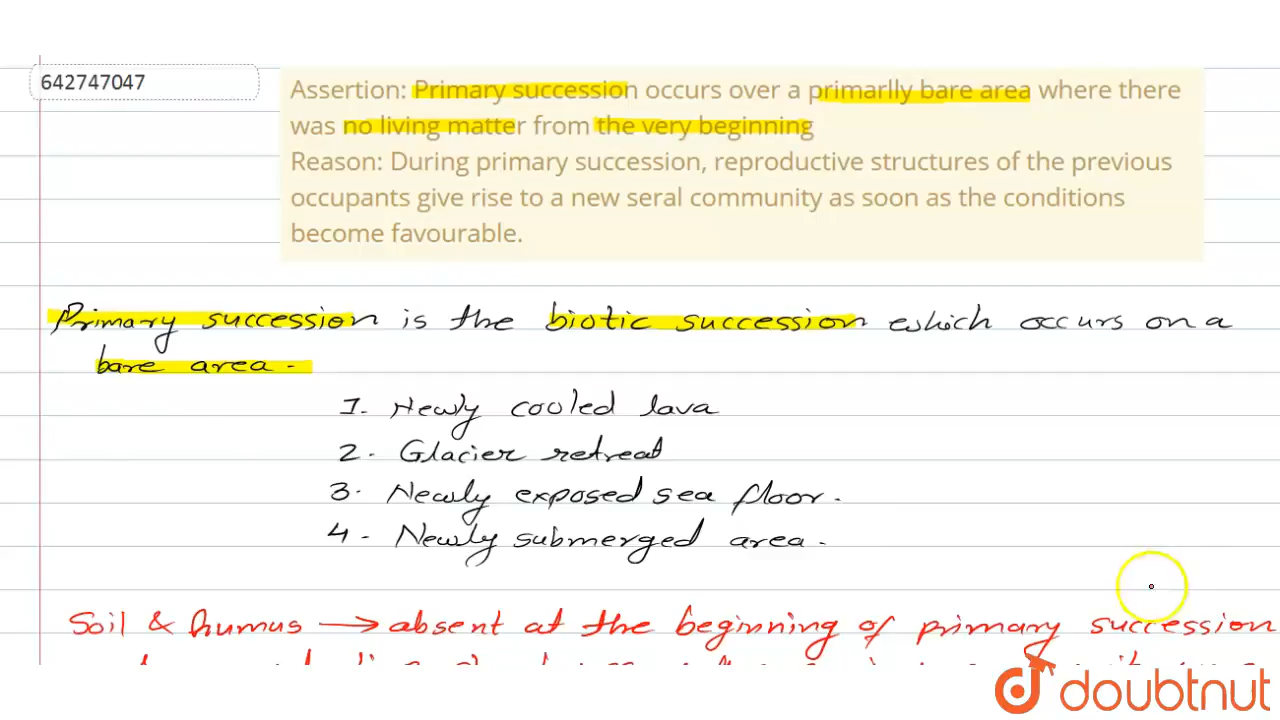 642747047
Assertion: Primary succession occurs over a primarlly bare area where there
was no living matter from the very beginning
Reason: During primary succession, reproductive structures of the previous
occupants give rise to a new seral community as soon as the conditions
become favourable.
Primary succession is the biotic succession which occurs on a
bare area.
1. Newly cooled lava
2. Glacier retreat
3. Newly exposed sea floor.
4. Newly submerged area.
Soil & humus → absent at the beginning of primary succession
doubtnut